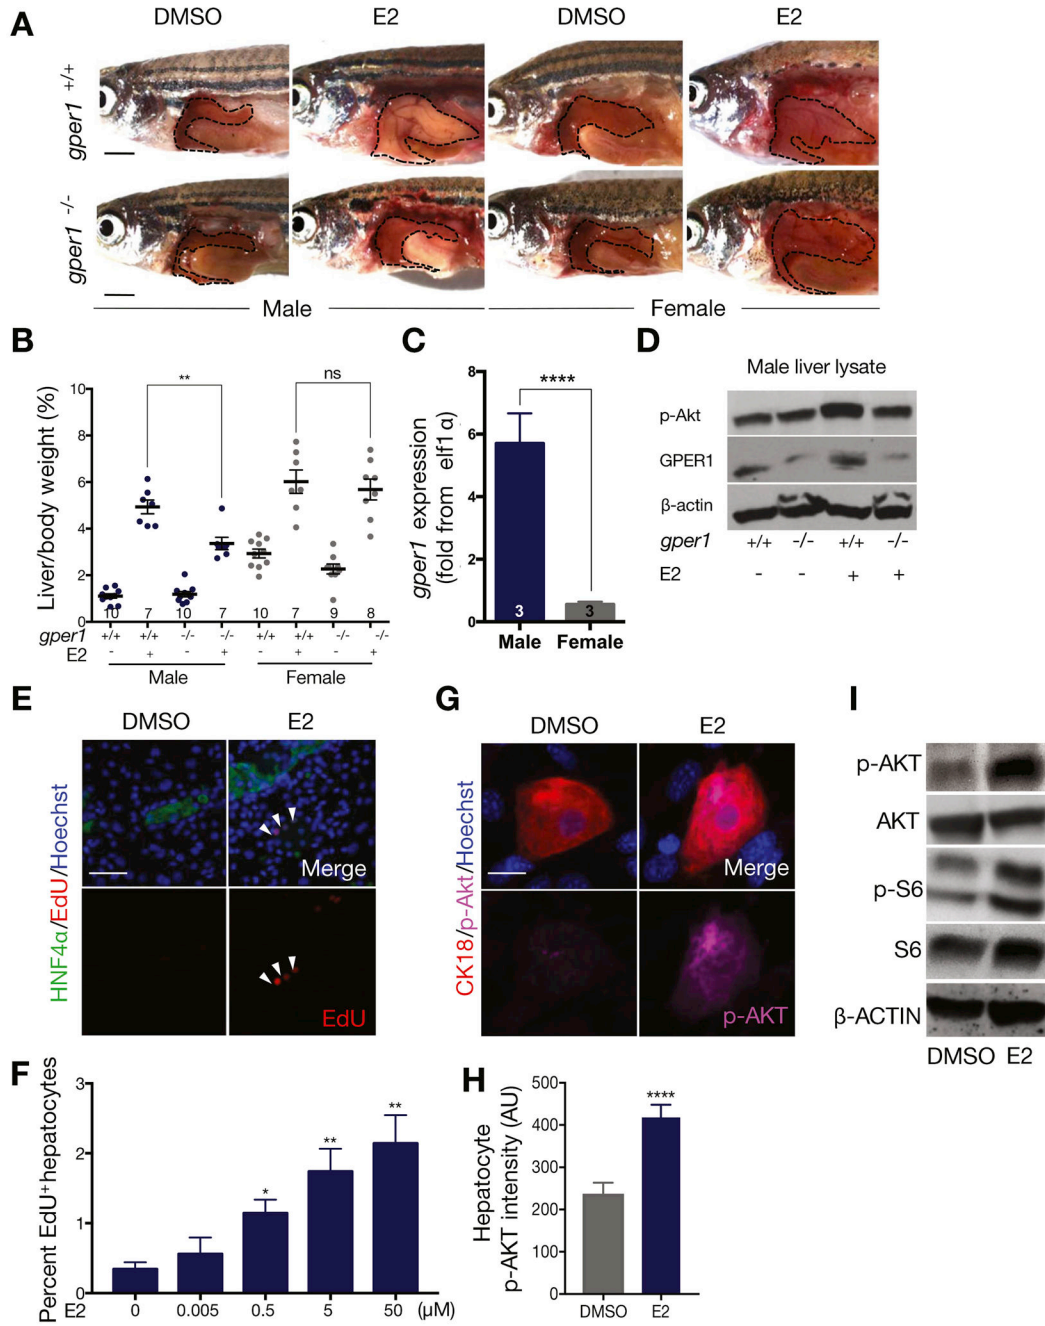 A
DMSO E2 DMSO E2
gper1 +/+
gper1 -/-
Male Female
B
Liver/body weight (%)
10
8
6
4
2
0
** ns
10 7 10 7 10 7 9 8
gper1 +/+ +/+ -/- -/- +/+ +/+ -/- -/-
E2 - + - + - + - +
Male Female
C
gper1 expression
(fold from elf1α)
8
6
4
2
0
****
3 3
Male Female
D
Male liver lysate
p-Akt
GPER1
β-actin
gper1 +/+ -/- +/+ -/-
E2 - - + +
E
DMSO E2
HNF4α/EdU/Hoechst
Merge
EdU
F
Percent EdU+hepatocytes
3
2
1
0
* ** **
E2 0 0.005 0.5 5 50 (μM)
G
DMSO E2
CK18/p-Akt/Hoechst
Merge
p-AKT
H
Hepatocyte
p-AKT intensity (AU)
500
400
300
200
100
0
****
DMSO E2
I
p-AKT
AKT
p-S6
S6
β-ACTIN
DMSO E2